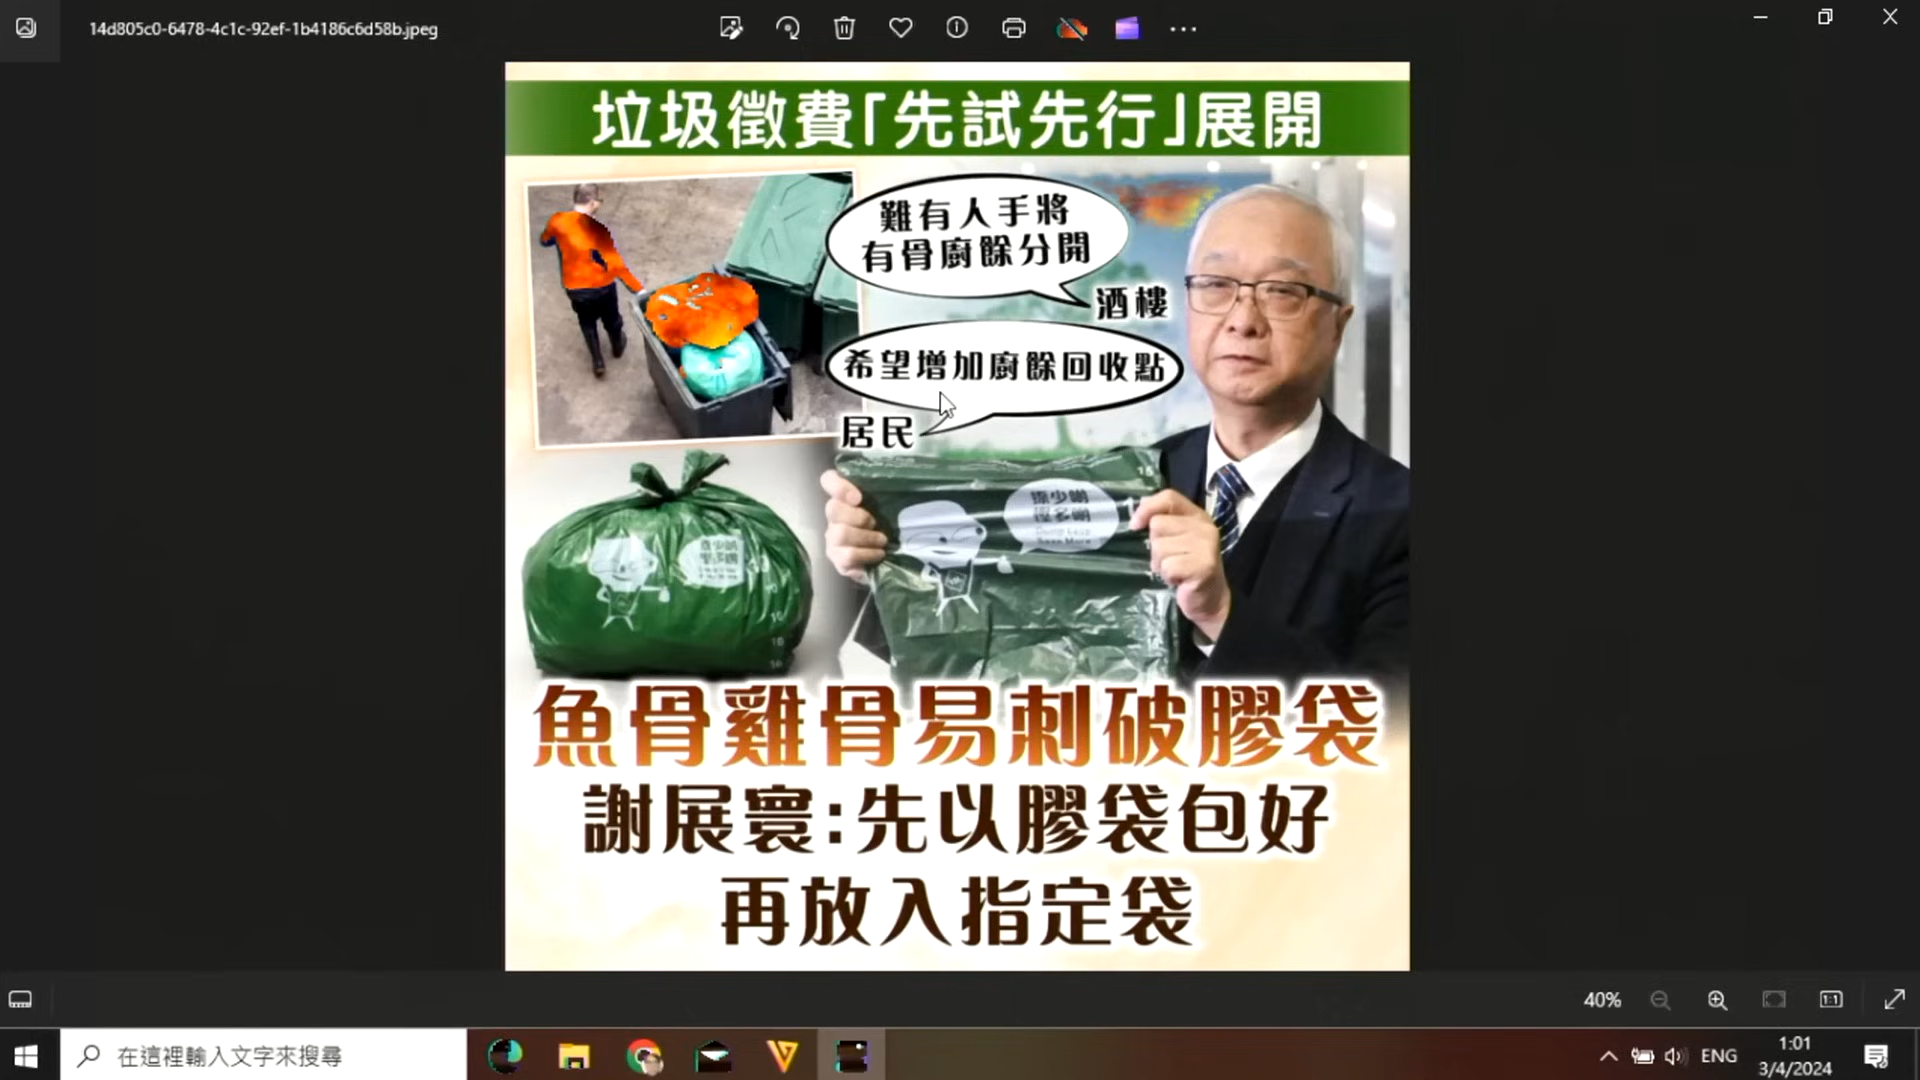 14d805c0-6478-4c1c-92ef-1b4186c6d58b.jpeg
垃圾徵費「先試先行」展開
難有人手將
有骨廚餘分開
酒樓
希望增加廚餘回收點
居民
魚骨雞骨易刺破膠袋
謝展寰:先以膠袋包好
再放入指定袋
40%
在這裡輸入文字來搜尋
ENG
1:01
3/4/2024